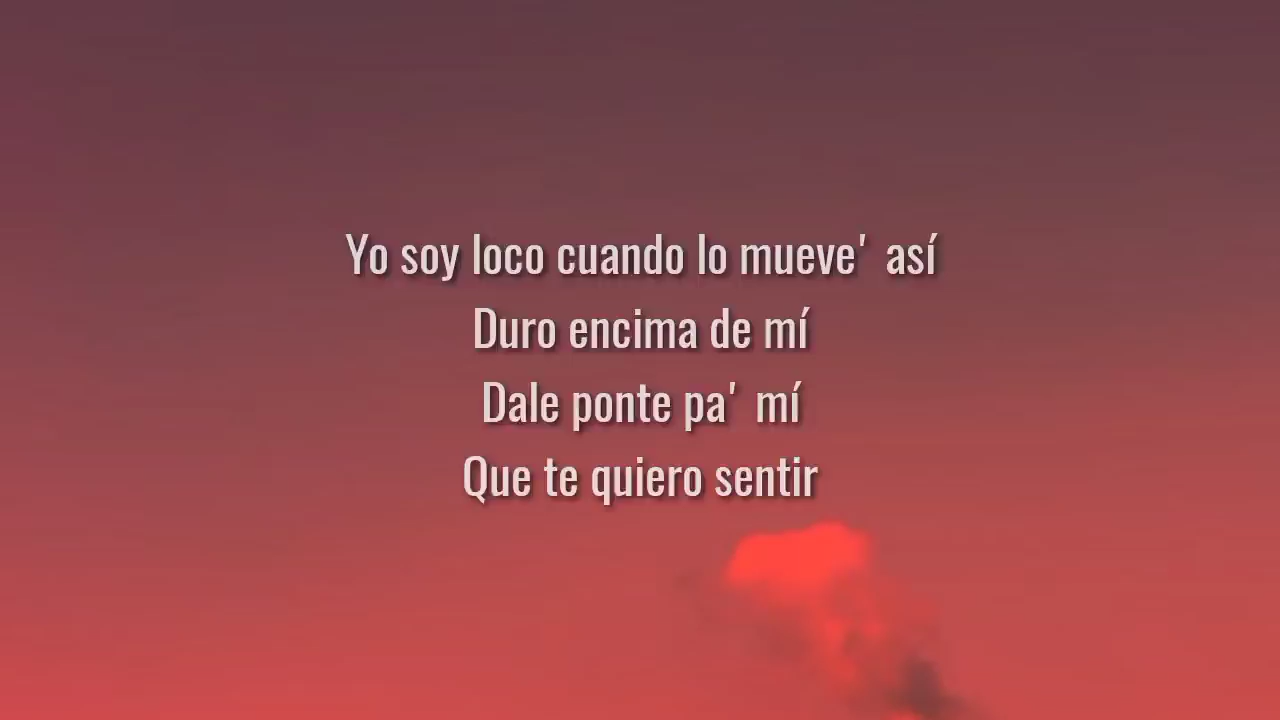 Yo soy loco cuando lo mueve' así
Duro encima de mí
Dale ponte pa' mí
Que te quiero sentir